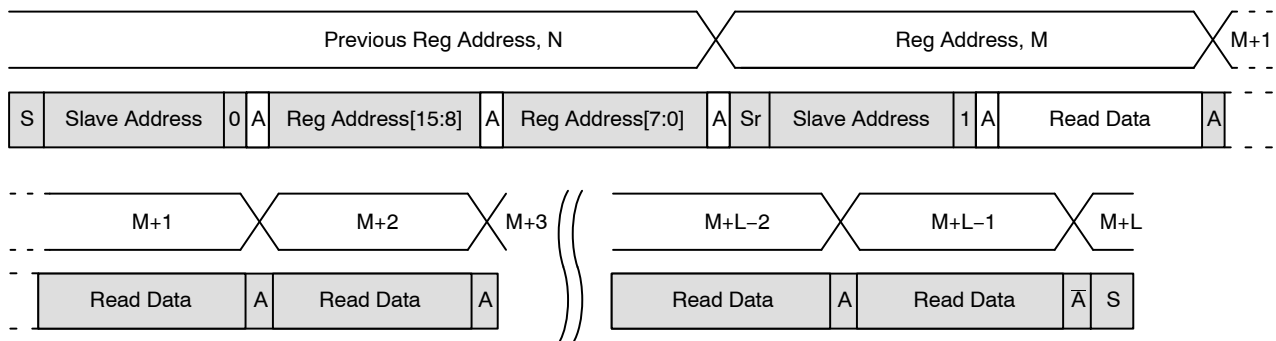 Previous Reg Address, N Reg Address, M M+1
S Slave Address 0 A Reg Address[15:8] A Reg Address[7:0] A Sr Slave Address 1 A Read Data A
M+1 M+2 M+3 M+L−2 M+L−1 M+L
Read Data A Read Data A Read Data A Read Data A̅ S